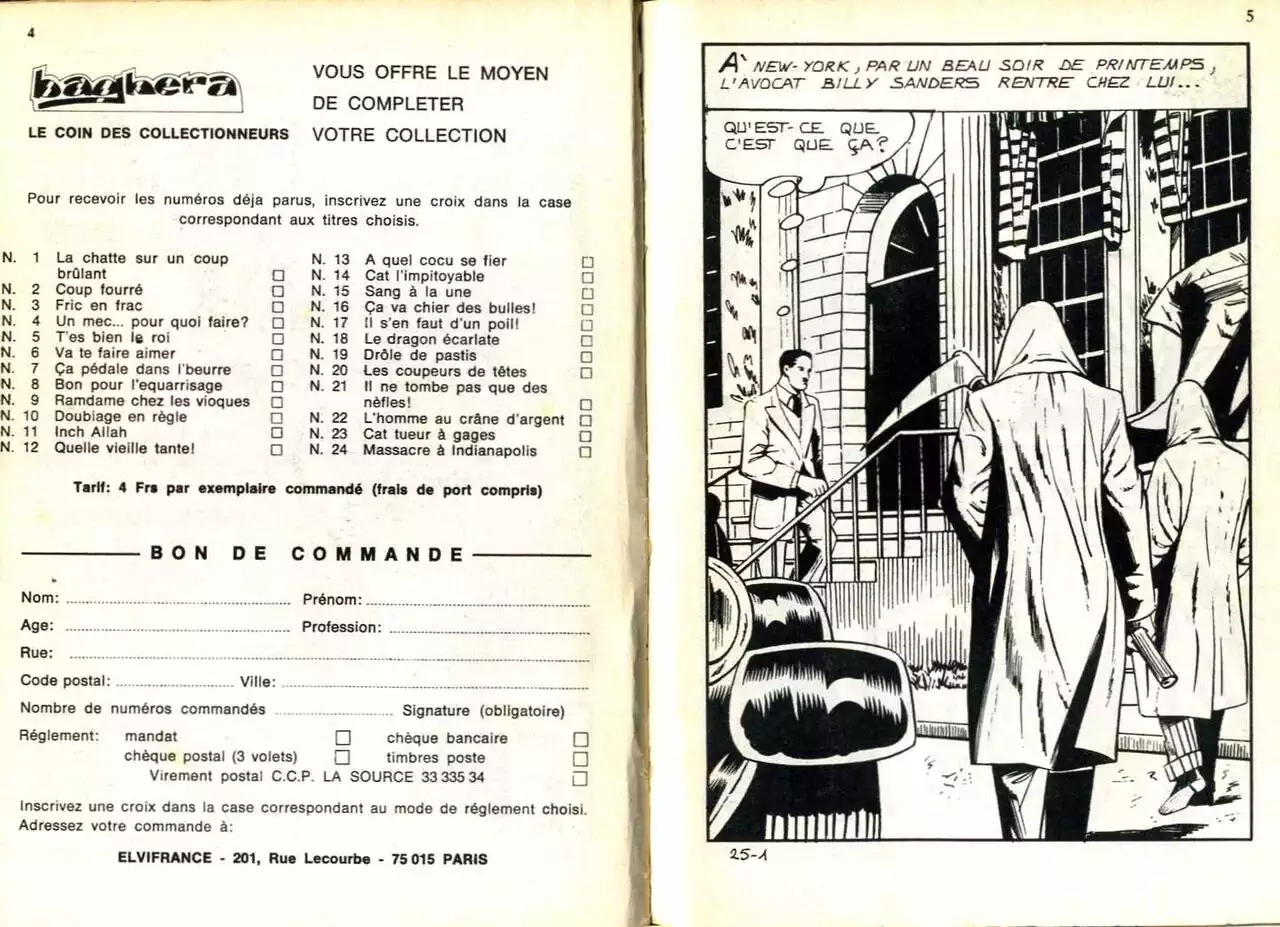 4
baghera
LE COIN DES COLLECTIONNEURS
VOUS OFFRE LE MOYEN
DE COMPLETER
VOTRE COLLECTION
Pour recevoir les numéros déja parus, inscrivez une croix dans la case
correspondant aux titres choisis.
N. 1 La chatte sur un coup
brûlant
N. 2 Coup fourré
N. 3 Fric en frac
N. 4 Un mec... pour quoi faire?
N. 5 T'es bien le roi
N. 6 Va te faire aimer
N. 7 Ça pédale dans l'beurre
N. 8 Bon pour l'equarrisage
N. 9 Ramdame chez les vioques
N. 10 Doublage en règle
N. 11 Inch Allah
N. 12 Quelle vieille tante!
N. 13 A quel cocu se fier
N. 14 Cat l'impitoyable
N. 15 Sang à la une
N. 16 Ça va chier des bulles!
N. 17 Il s'en faut d'un poil!
N. 18 Le dragon écarlate
N. 19 Drôle de pastis
N. 20 Les coupeurs de têtes
N. 21 Il ne tombe pas que des
nèfles!
N. 22 L'homme au crâne d'argent
N. 23 Cat tueur à gages
N. 24 Massacre à Indianapolis
Tarif: 4 Frs par exemplaire commandé (frais de port compris)
BON DE COMMANDE
Nom: Prénom:
Age: Profession:
Rue:
Code postal: Ville:
Nombre de numéros commandés Signature (obligatoire)
Réglement: mandat chèque bancaire
chèque postal (3 volets) timbres poste
Virement postal C.C.P. LA SOURCE 33 335 34
Inscrivez une croix dans la case correspondant au mode de réglement choisi.
Adressez votre commande à:
ELVIFRANCE - 201, Rue Lecourbe - 75 015 PARIS
5
À NEW-YORK, PAR UN BEAU SOIR DE PRINTEMPS,
L'AVOCAT BILLY SANDERS RENTRE CHEZ LUI...
QU'EST-CE QUE
C'EST QUE ÇA?
25-1